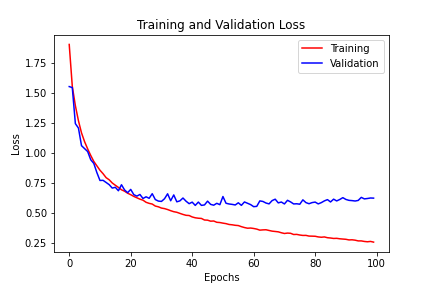 Training and Validation Loss
Training
Validation
Loss
1.75
1.50
1.25
1.00
0.75
0.50
0.25
0 20 40 60 80 100
Epochs